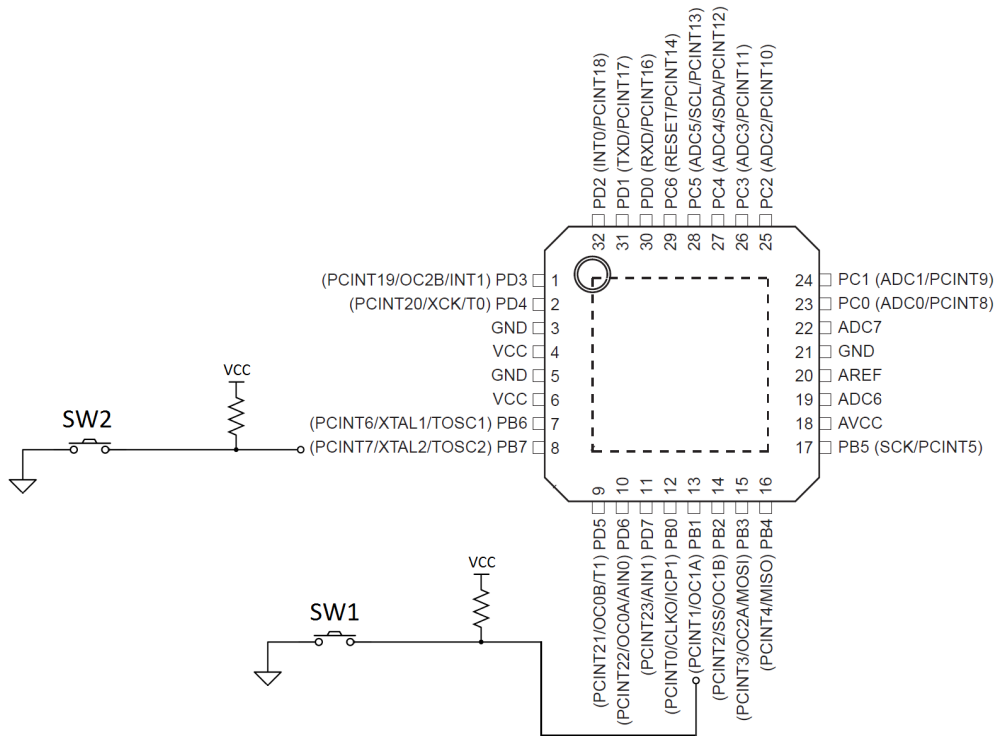 32 PD2 (INT0/PCINT18)
31 PD1 (TXD/PCINT17)
30 PD0 (RXD/PCINT16)
29 PC6 (RESET/PCINT14)
28 PC5 (ADC5/SCL/PCINT13)
27 PC4 (ADC4/SDA/PCINT12)
26 PC3 (ADC3/PCINT11)
25 PC2 (ADC2/PCINT10)
(PCINT19/OC2B/INT1) PD3 1
(PCINT20/XCK/T0) PD4 2
GND 3
VCC 4
GND 5
VCC 6
(PCINT6/XTAL1/TOSC1) PB6 7
(PCINT7/XTAL2/TOSC2) PB7 8
24 PC1 (ADC1/PCINT9)
23 PC0 (ADC0/PCINT8)
22 ADC7
21 GND
20 AREF
19 ADC6
18 AVCC
17 PB5 (SCK/PCINT5)
VCC
SW2
(PCINT21/OC0B/T1) PD5 9
(PCINT22/OC0A/AIN0) PD6 10
(PCINT23/AIN1) PD7 11
(PCINT0/CLKO/ICP1) PB0 12
(PCINT1/OC1A) PB1 13
(PCINT2/SS/OC1B) PB2 14
(PCINT3/OC2A/MOSI) PB3 15
(PCINT4/MISO) PB4 16
VCC
SW1